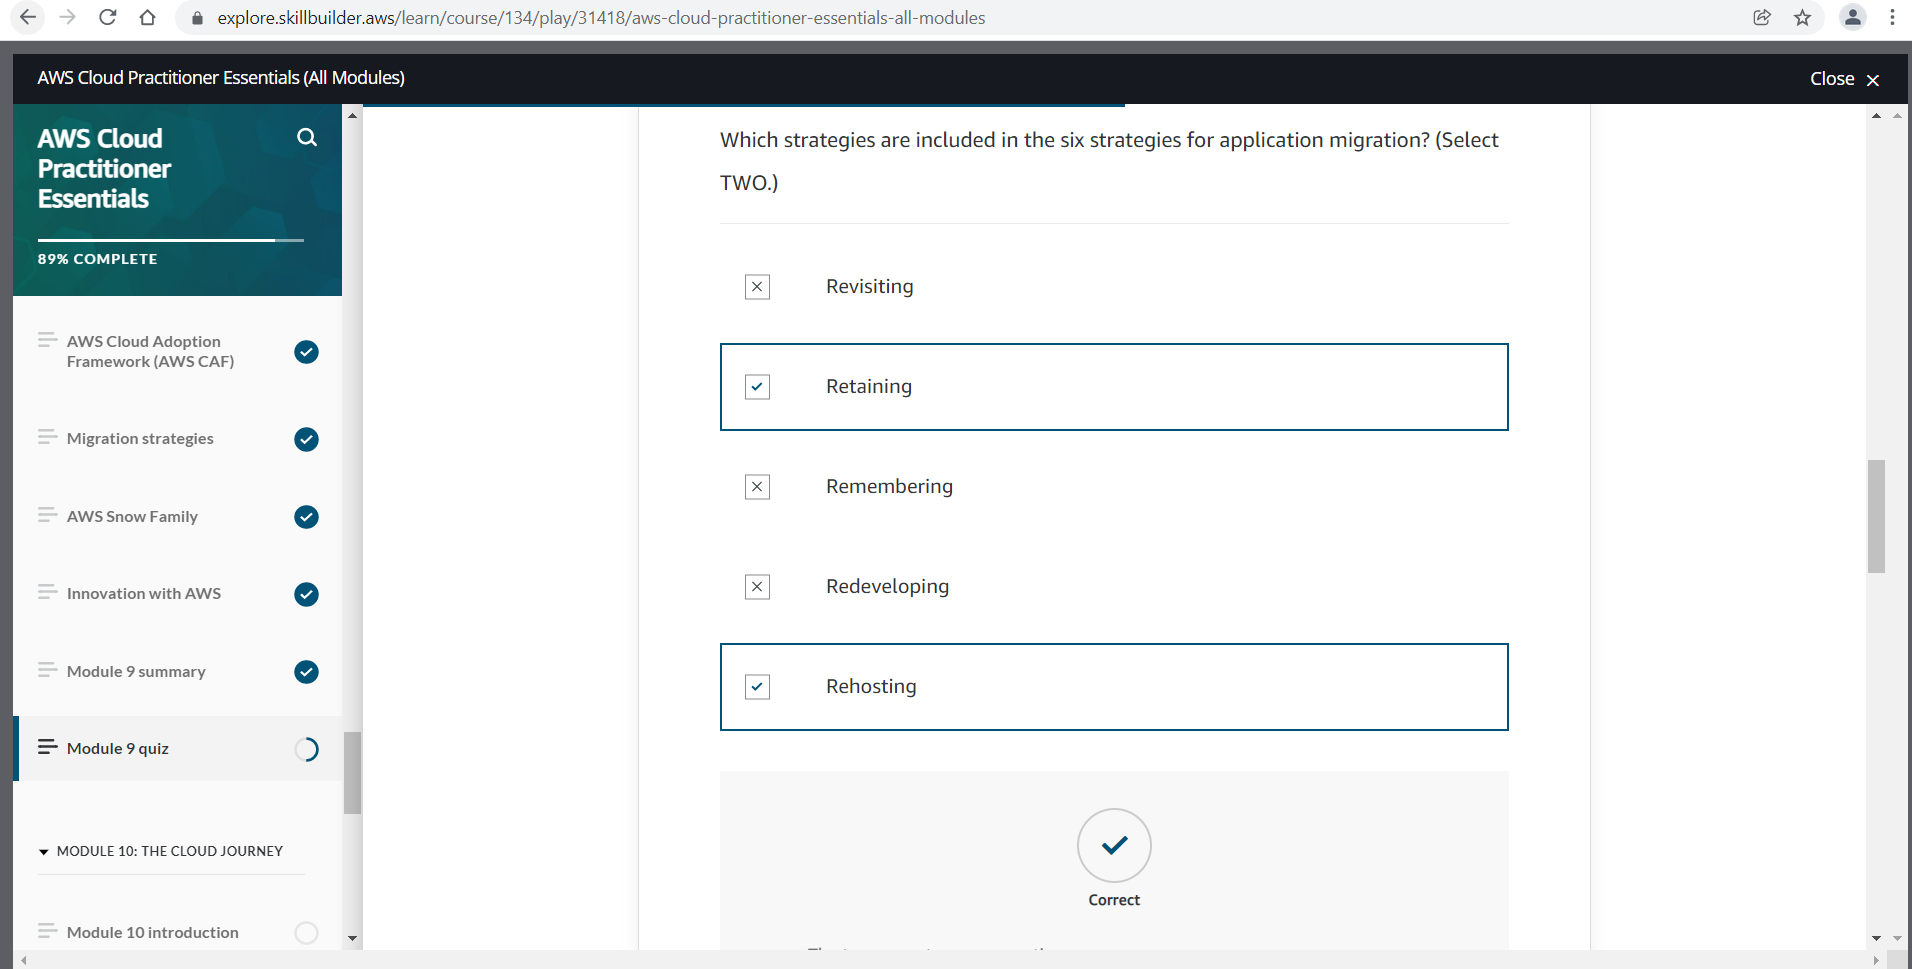 explore.skillbuilder.aws/learn/course/134/play/31418/aws-cloud-practitioner-essentials-all-modules
AWS Cloud Practitioner Essentials (All Modules)
Close
AWS Cloud
Practitioner
Essentials
89% COMPLETE
AWS Cloud Adoption
Framework (AWS CAF)
Migration strategies
AWS Snow Family
Innovation with AWS
Module 9 summary
Module 9 quiz
MODULE 10: THE CLOUD JOURNEY
Module 10 introduction
Which strategies are included in the six strategies for application migration? (Select
TWO.)
Revisiting
Retaining
Remembering
Redeveloping
Rehosting
Correct